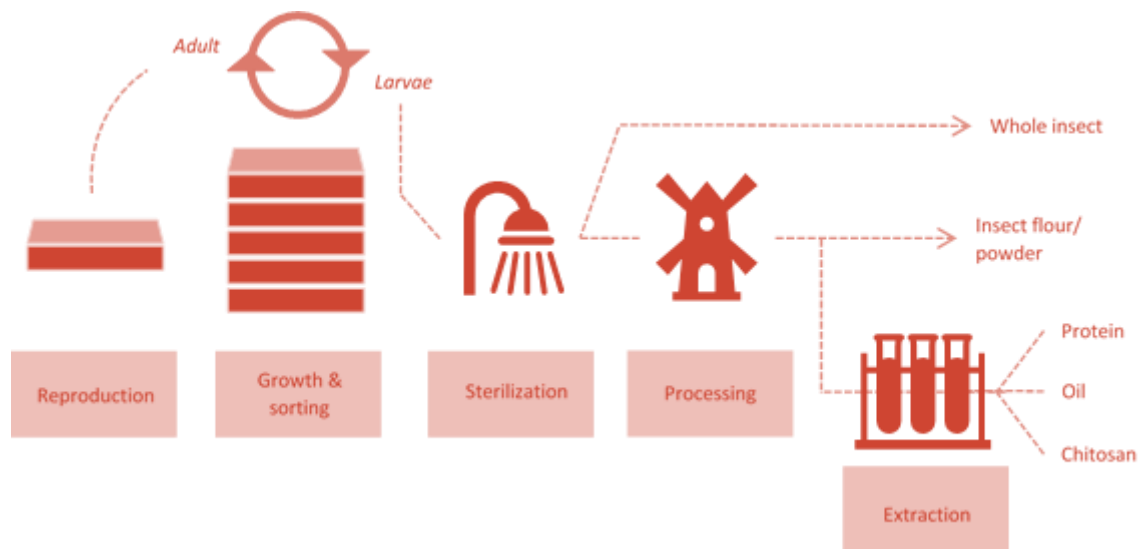 Adult
Larvae
Whole insect
Insect flour/
powder
Reproduction
Growth &
sorting
Sterilization
Processing
Protein
Oil
Chitosan
Extraction